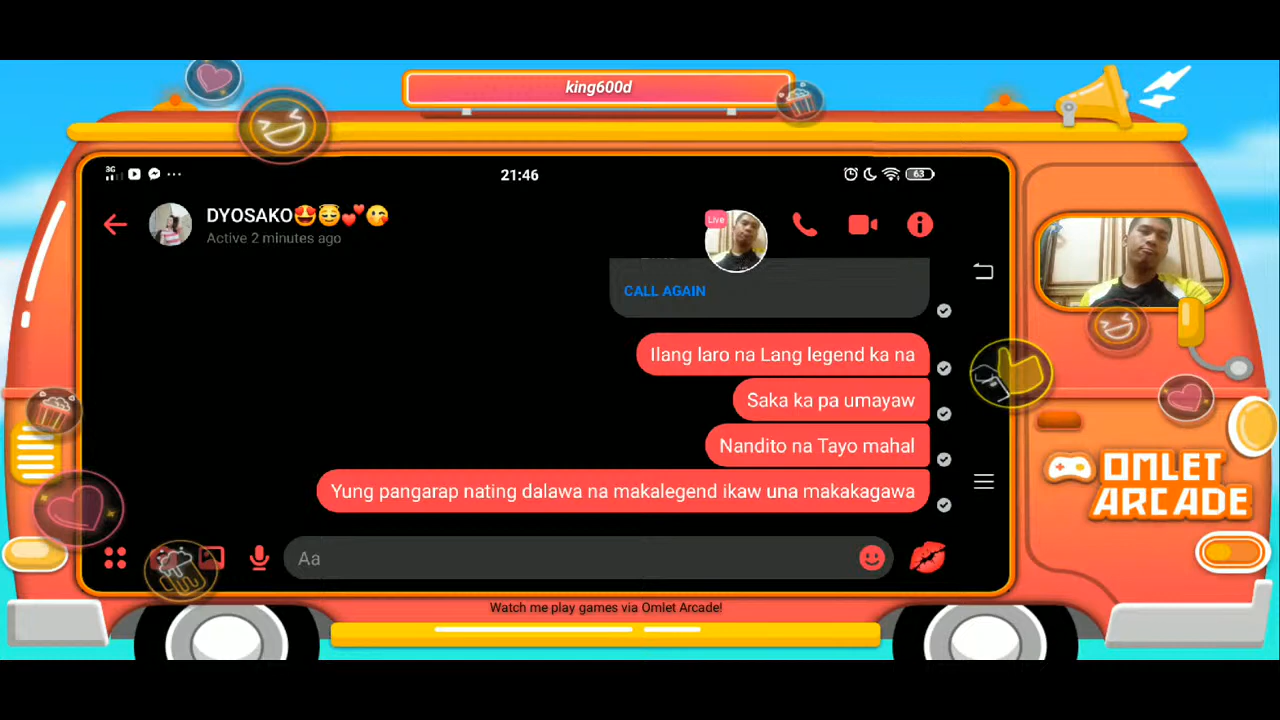 king600d
3G
21:46
63
DYOSAKO🤩😇💕😘
Active 2 minutes ago
Live
CALL AGAIN
Ilang laro na Lang legend ka na
Saka ka pa umayaw
Nandito na Tayo mahal
Yung pangarap nating dalawa na makalegend ikaw una makakagawa
Aa
Watch me play games via Omlet Arcade!
OMLET
ARCADE